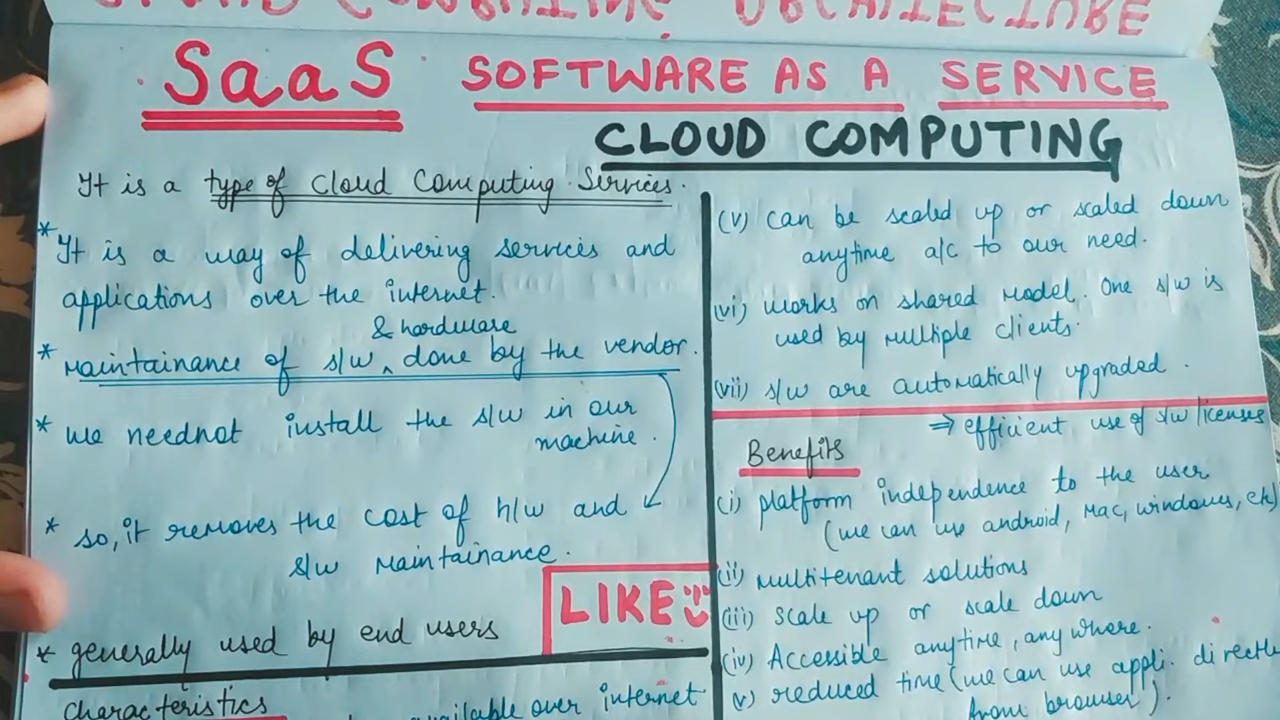 SaaS SOFTWARE AS A SERVICE
CLOUD COMPUTING
It is a type of Cloud Computing Services.
* It is a way of delivering services and
applications over the internet.
& hardware
* maintainance of s/w ^ done by the vendor.
* we neednot install the s/w in our
machine.
* so, it removes the cost of h/w and
s/w maintainance.
LIKE
* generally used by end users
Characteristics
available over internet
(v) can be scaled up or scaled down
anytime a/c to our need.
(vi) works on shared model. One s/w is
used by multiple clients.
(vii) s/w are automatically upgraded.
⇒ efficient use of s/w licenses
Benefits
(i) platform independence to the user
(we can use android, Mac, windows, etc)
(ii) multitenant solutions
(iii) scale up or scale down
(iv) Accessible anytime, any where.
(v) reduced time (we can use appli. directly
from browser).